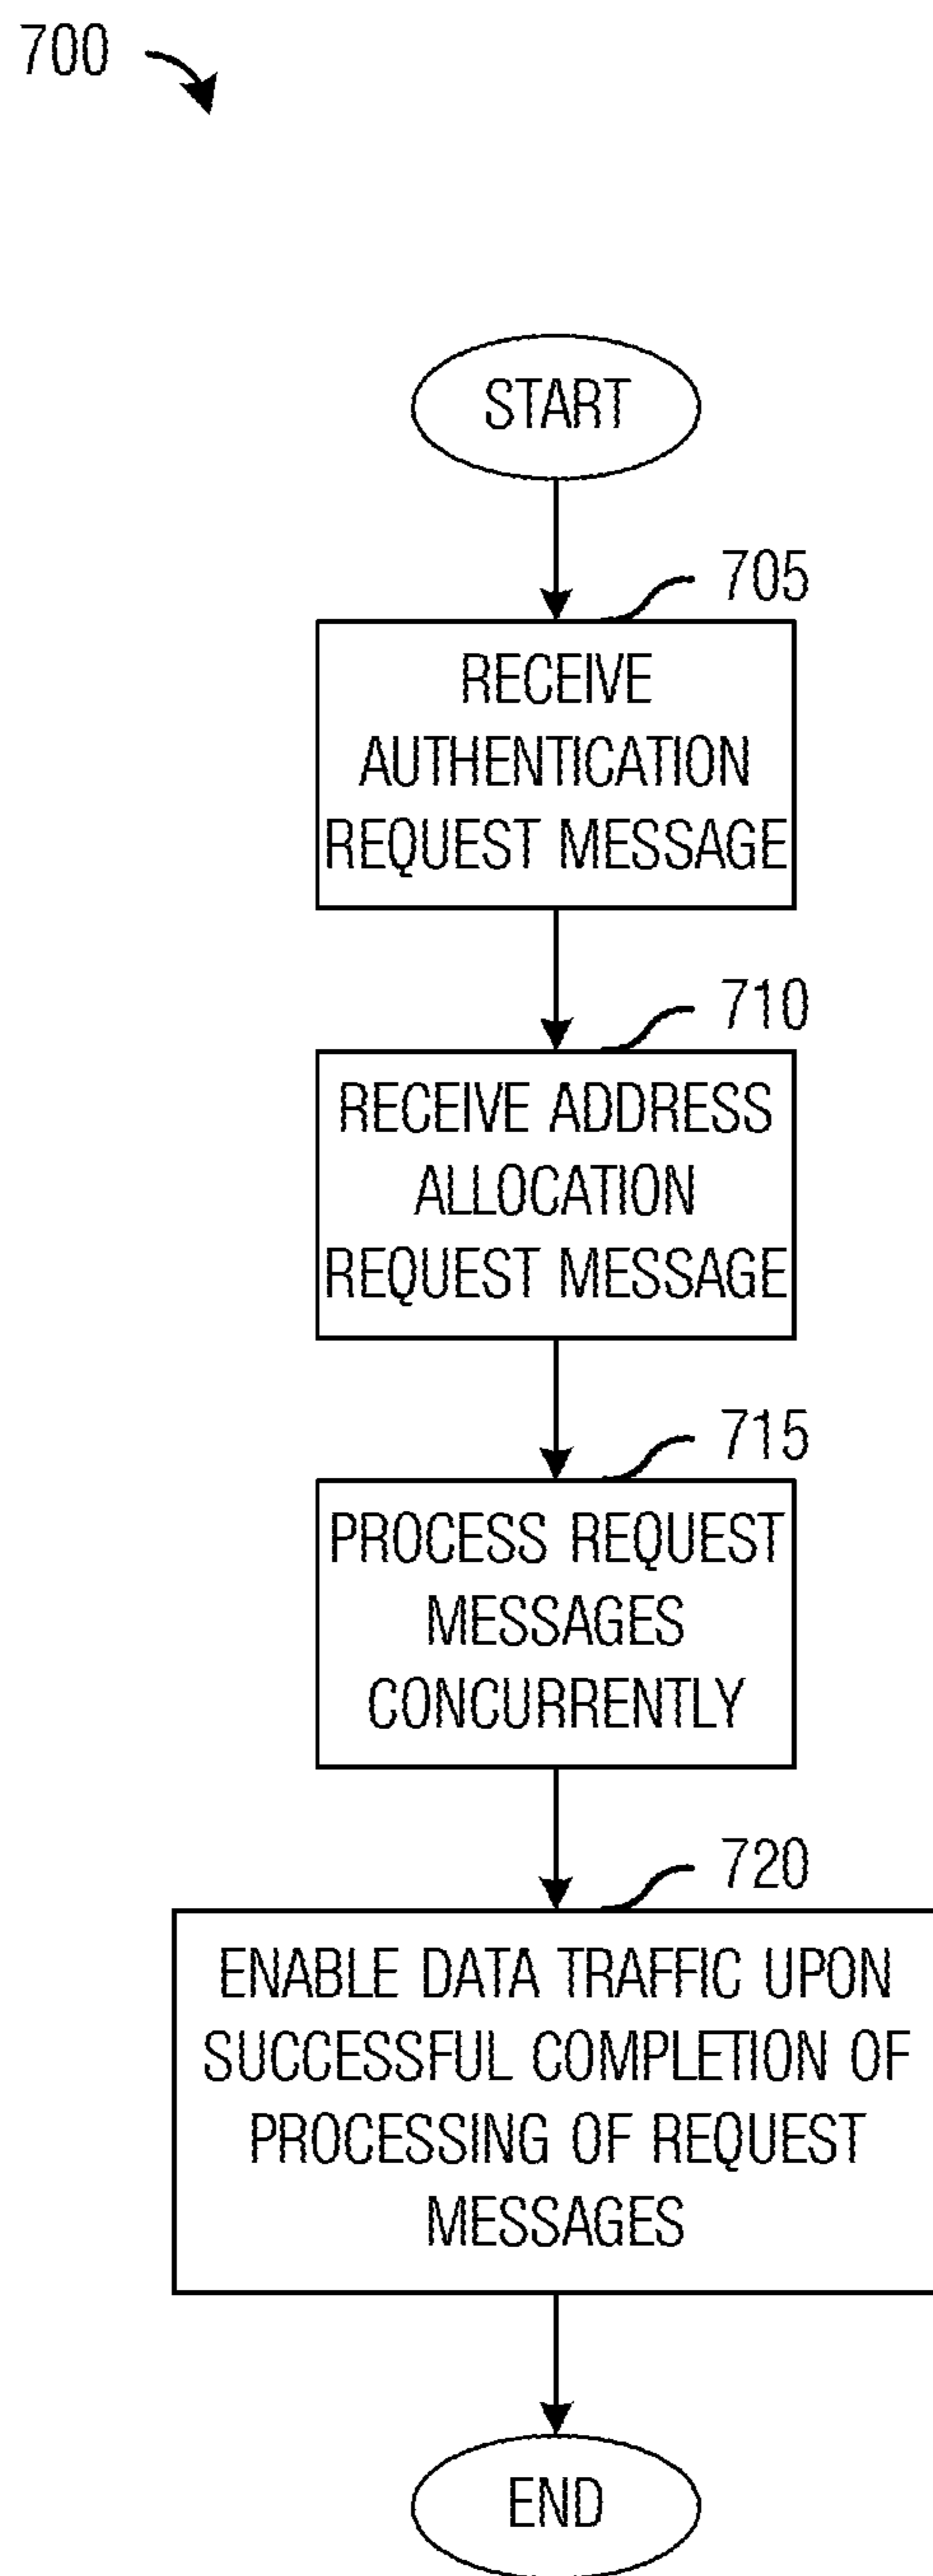 700
START
705
RECEIVE
AUTHENTICATION
REQUEST MESSAGE
710
RECEIVE ADDRESS
ALLOCATION
REQUEST MESSAGE
715
PROCESS REQUEST
MESSAGES
CONCURRENTLY
720
ENABLE DATA TRAFFIC UPON
SUCCESSFUL COMPLETION OF
PROCESSING OF REQUEST
MESSAGES
END